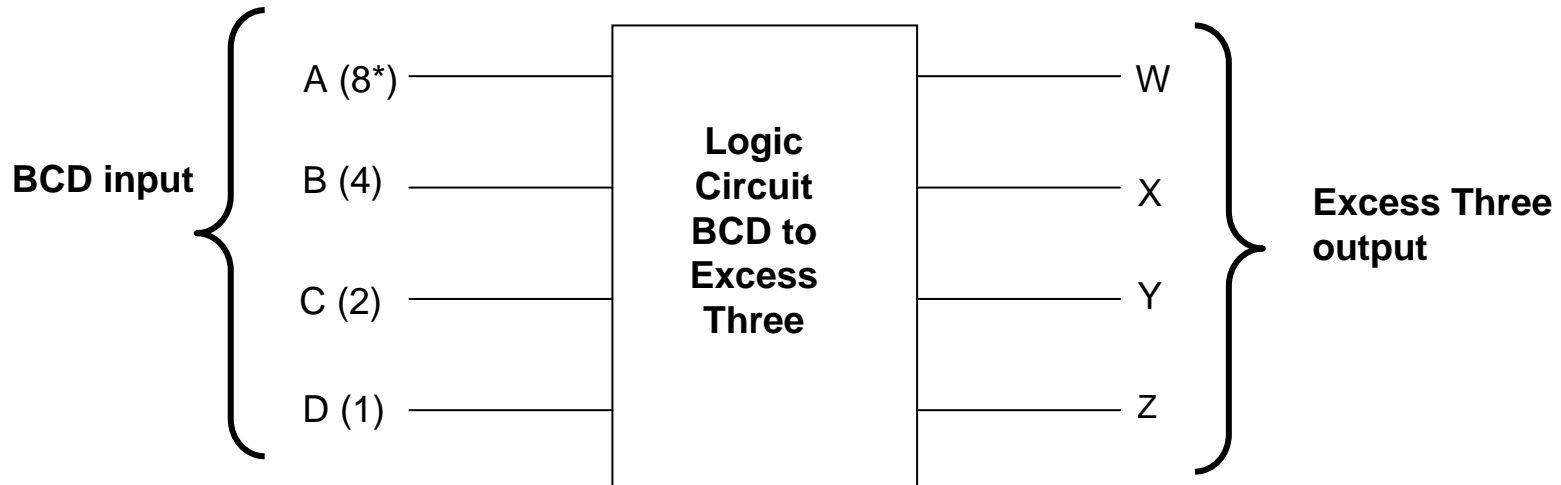 BCD input
A (8*)
B (4)
C (2)
D (1)
Logic
Circuit
BCD to
Excess
Three
W
X
Y
Z
Excess Three
output